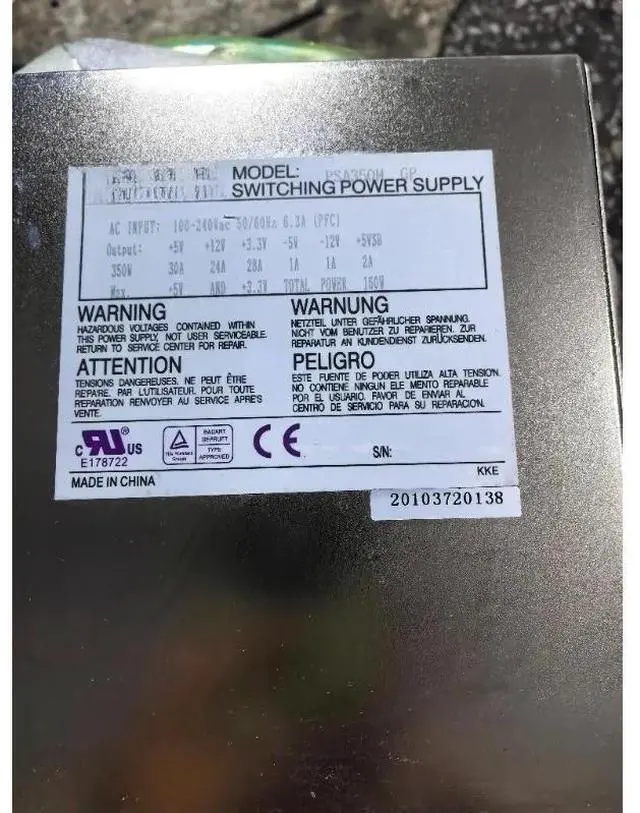 MODEL: PSA350M GP
SWITCHING POWER SUPPLY
AC INPUT: 100-240Vac 50/60Hz 6.3A (PFC)
Output: +5V +12V +3.3V -5V -12V +5VSB
350W 30A 24A 28A 1A 1A 2A
Max. +5V AND +3.3V TOTAL POWER 150W
WARNING
HAZARDOUS VOLTAGES CONTAINED WITHIN
THIS POWER SUPPLY, NOT USER SERVICEABLE.
RETURN TO SERVICE CENTER FOR REPAIR.
WARNUNG
NETZTEIL UNTER GEFÄHRLICHER SPANNUNG.
NICHT VOM BENUTZER ZU REPARIEREN. ZUR
REPARATUR AN KUNDENDIENST ZURÜCKSENDEN.
ATTENTION
TENSIONS DANGEREUSES. NE PEUT ÊTRE
REPARE. PAR LUTILISATEUR. POUR TOUTE
REPARATION RENVOYER AU SERVICE APRES
VENTE.
PELIGRO
ESTE FUENTE DE PODER UTILIZA ALTA TENSION.
NO CONTIENE NINGUN ELE MENTO REPARABLE
POR EL USUARIO. FAVOR DE ENVIAR AL
CENTRO DE SERVICIO PARA SU REPARACION.
C RU® US
E178722
BAUART
GEPRUFT
TYPE
APPROVED
CE
S/N:
MADE IN CHINA
KKE
20103720138